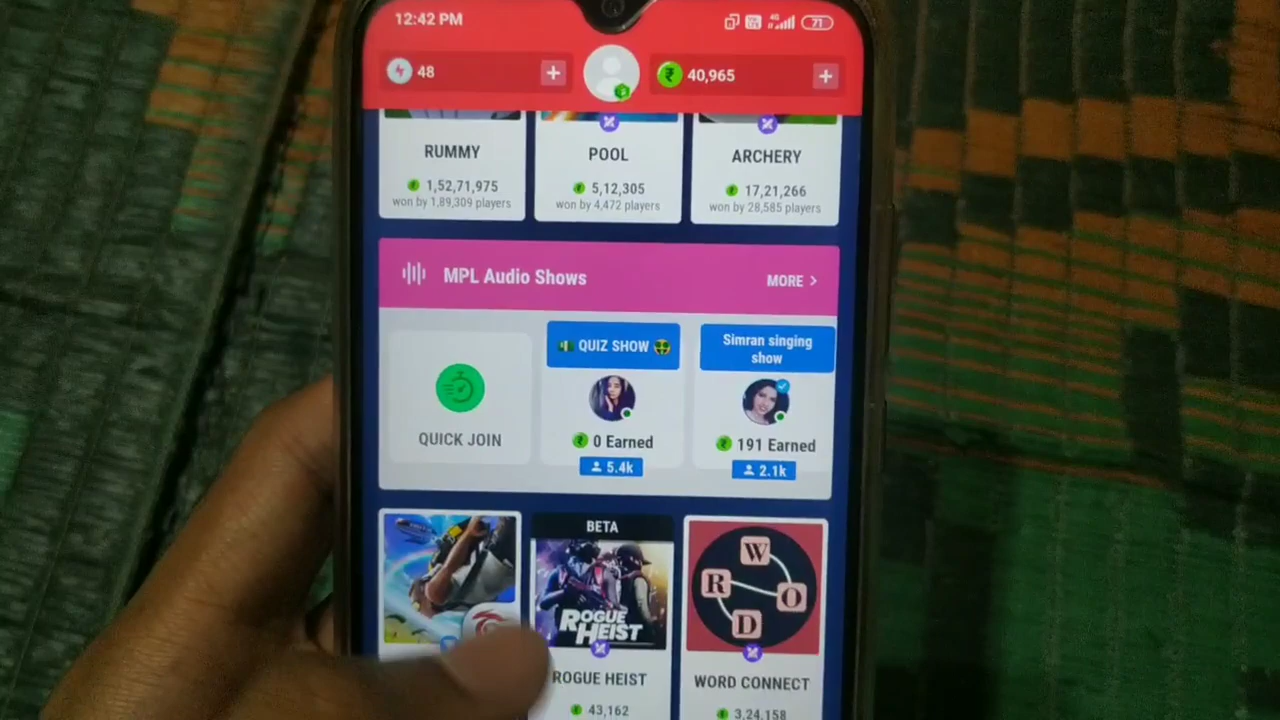 12:42 PM
4G
71
48
₹ 40,965
RUMMY
POOL
ARCHERY
1,52,71,975
5,12,305
17,21,266
won by 1,89,309 players
won by 4,472 players
won by 28,585 players
MPL Audio Shows
MORE >
QUIZ SHOW
Simran singing
show
QUICK JOIN
0 Earned
191 Earned
5.4k
2.1k
BETA
ROGUE
HEIST
W
R
O
D
ROGUE HEIST
WORD CONNECT
43,162
3,24,158